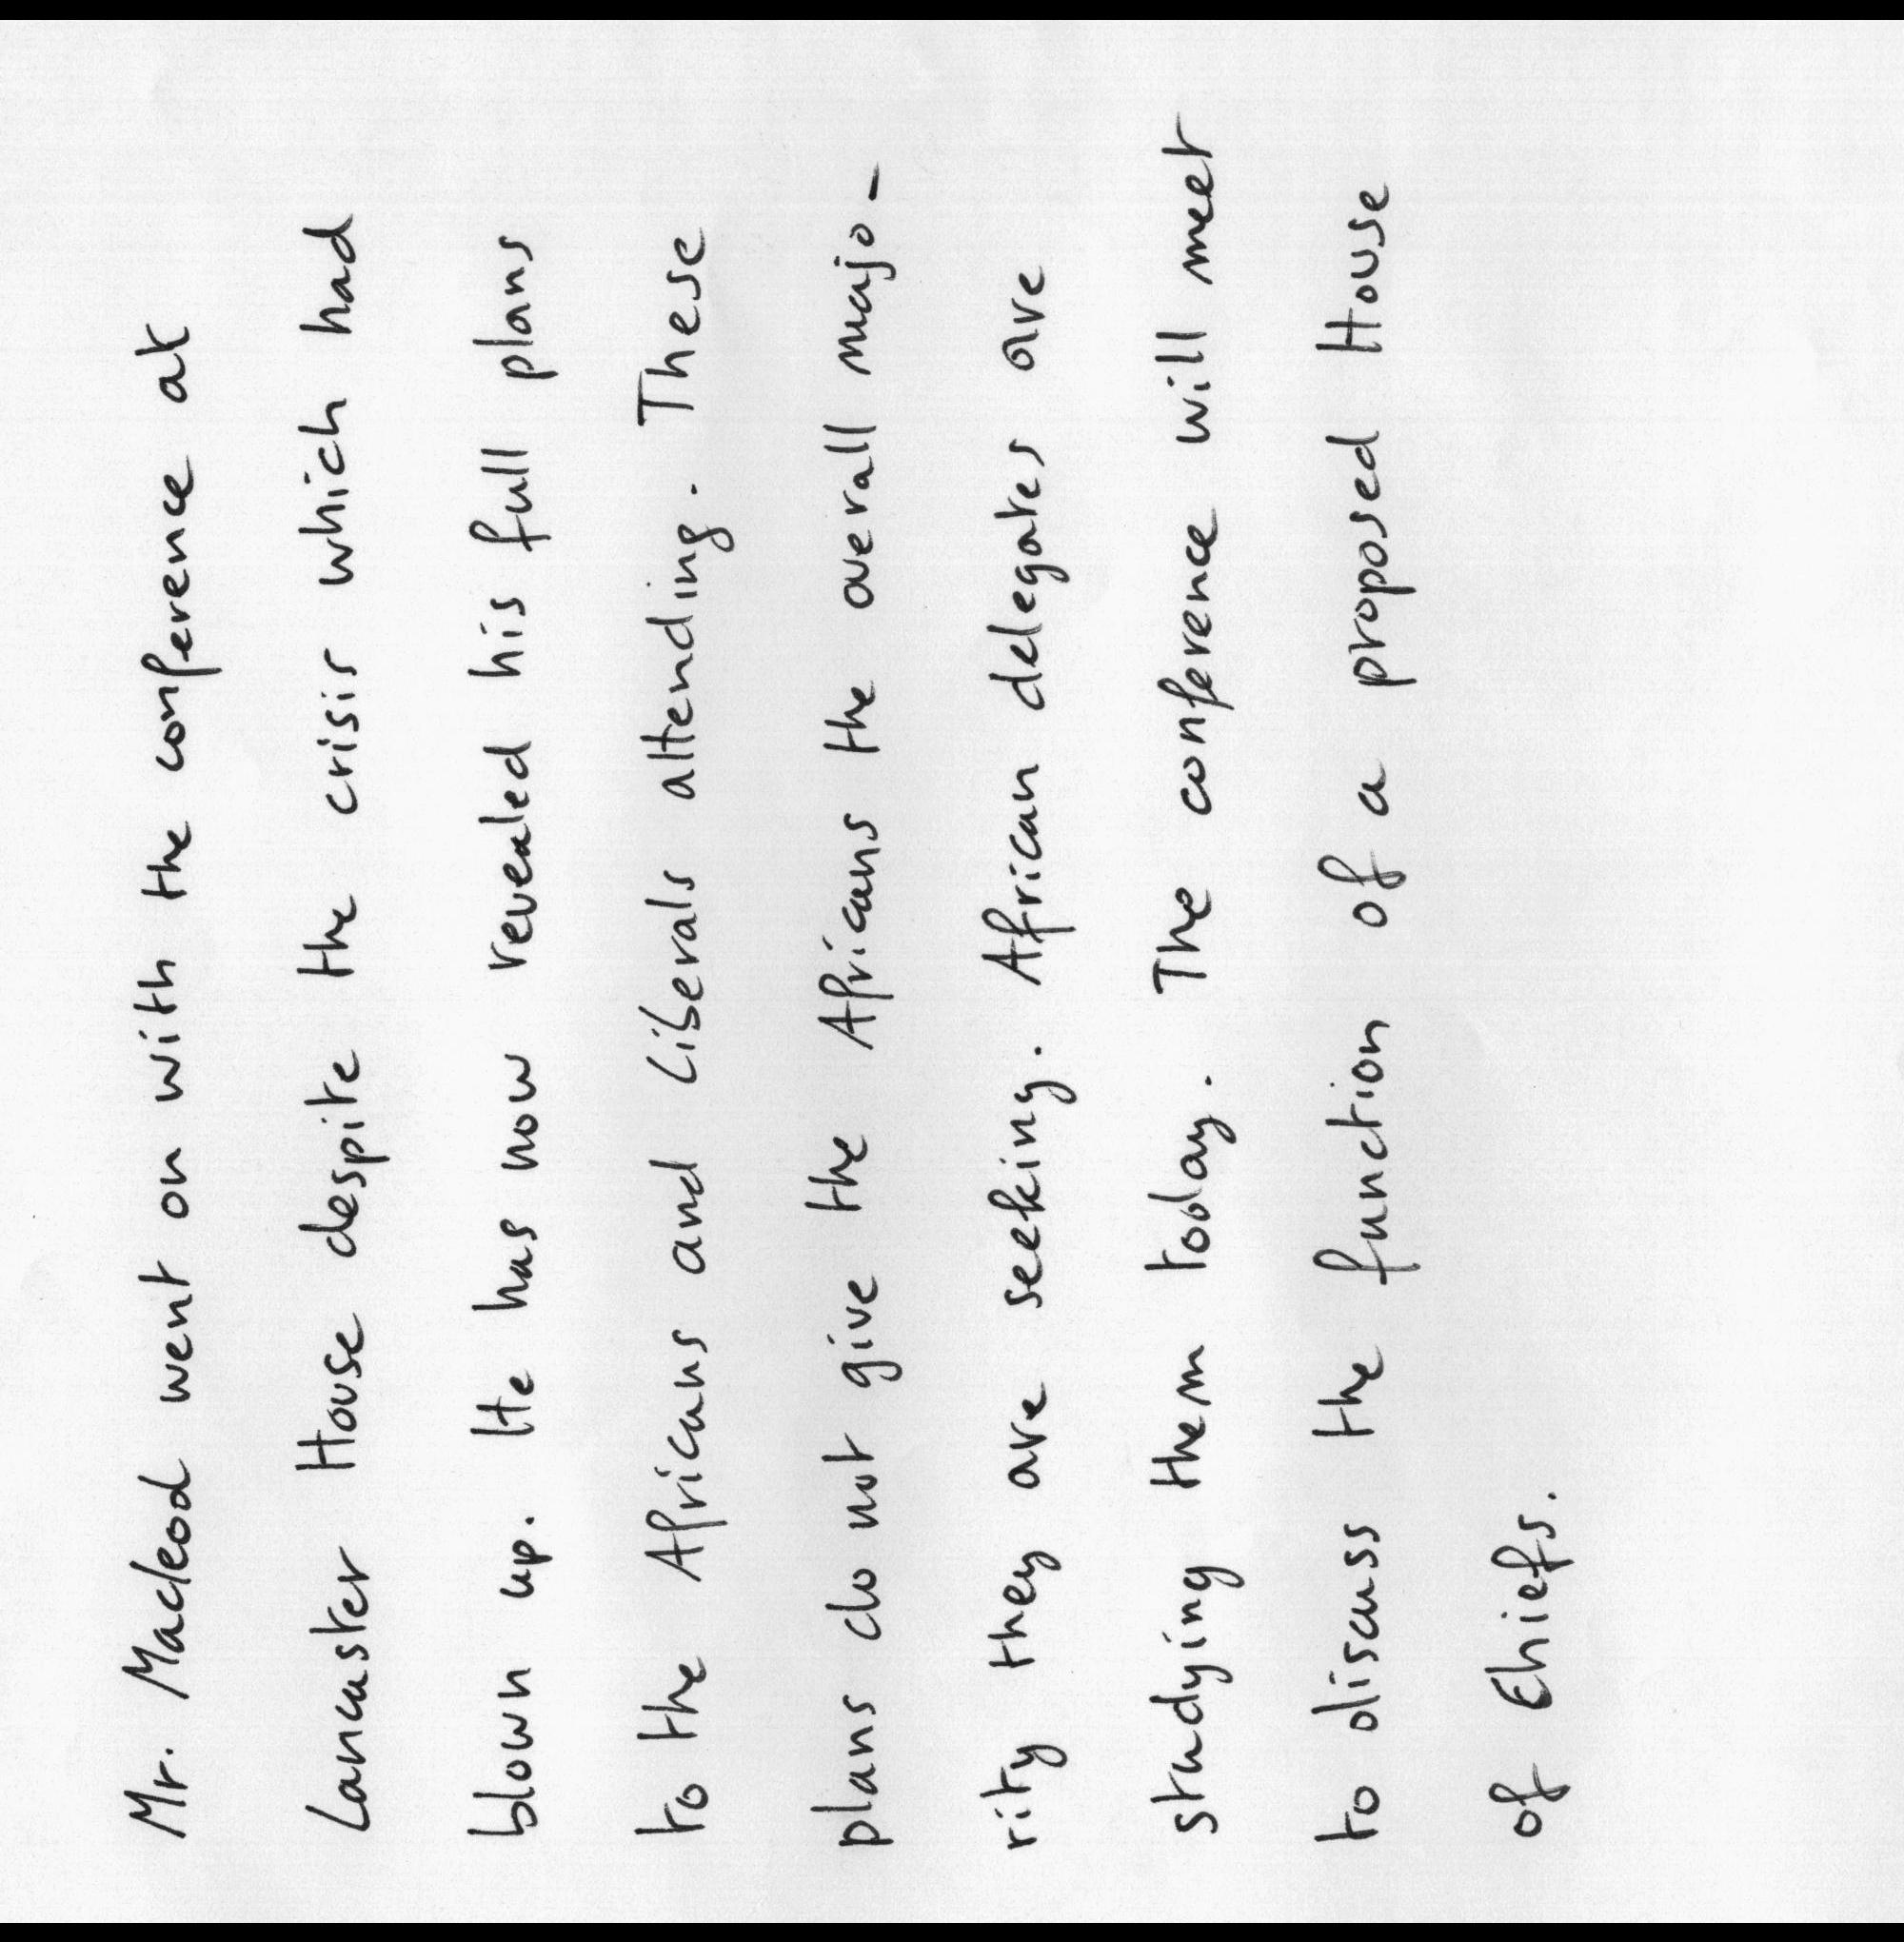 Mr. Macleod went on with the conference at
Lancaster House despite the crisis which had
blown up. He has now revealed his full plans
to the Africans and Liberals attending. These
plans do not give the Africans the overall majo-
rity they are seeking. African delegates are
studying them today. The conference will meet
to discuss the function of a proposed House
of Chiefs.